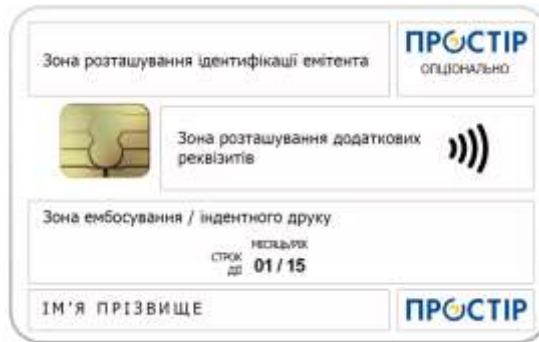 Зона розташування ідентифікації емітента
ПРОСТІР
ОПЦІОНАЛЬНО
Зона розташування додаткових
реквізитів
Зона ембосування / індентного друку
МІСЯЦЬ/РІК
СТРОК
ДІЇ
01 / 15
ІМ'Я ПРІЗВИЩЕ
ПРОСТІР